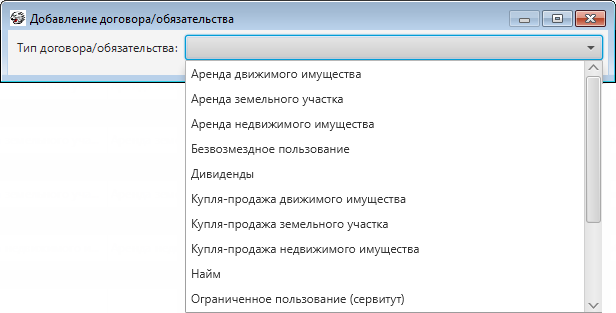 Добавление договора/обязательства
Тип договора/обязательства:
Аренда движимого имущества
Аренда земельного участка
Аренда недвижимого имущества
Безвозмездное пользование
Дивиденды
Купля-продажа движимого имущества
Купля-продажа земельного участка
Купля-продажа недвижимого имущества
Найм
Ограниченное пользование (сервитут)